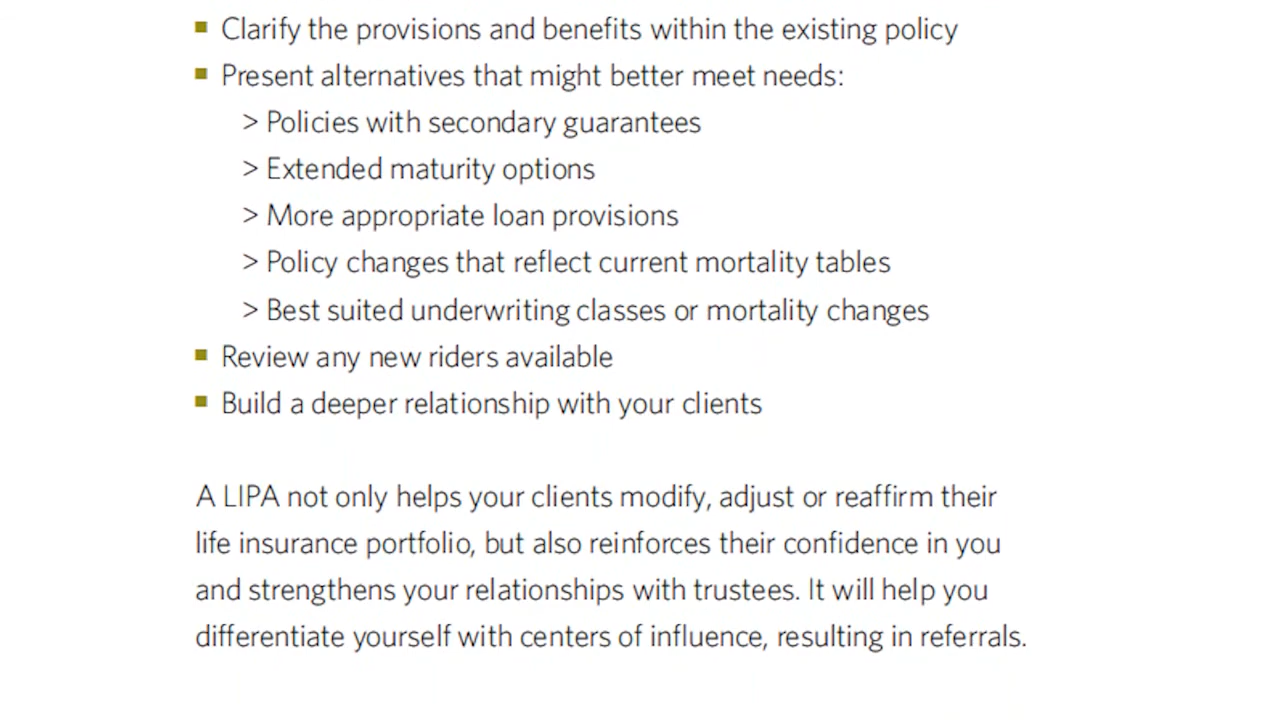 ▪ Clarify the provisions and benefits within the existing policy
▪ Present alternatives that might better meet needs:
> Policies with secondary guarantees
> Extended maturity options
> More appropriate loan provisions
> Policy changes that reflect current mortality tables
> Best suited underwriting classes or mortality changes
▪ Review any new riders available
▪ Build a deeper relationship with your clients
A LIPA not only helps your clients modify, adjust or reaffirm their
life insurance portfolio, but also reinforces their confidence in you
and strengthens your relationships with trustees. It will help you
differentiate yourself with centers of influence, resulting in referrals.